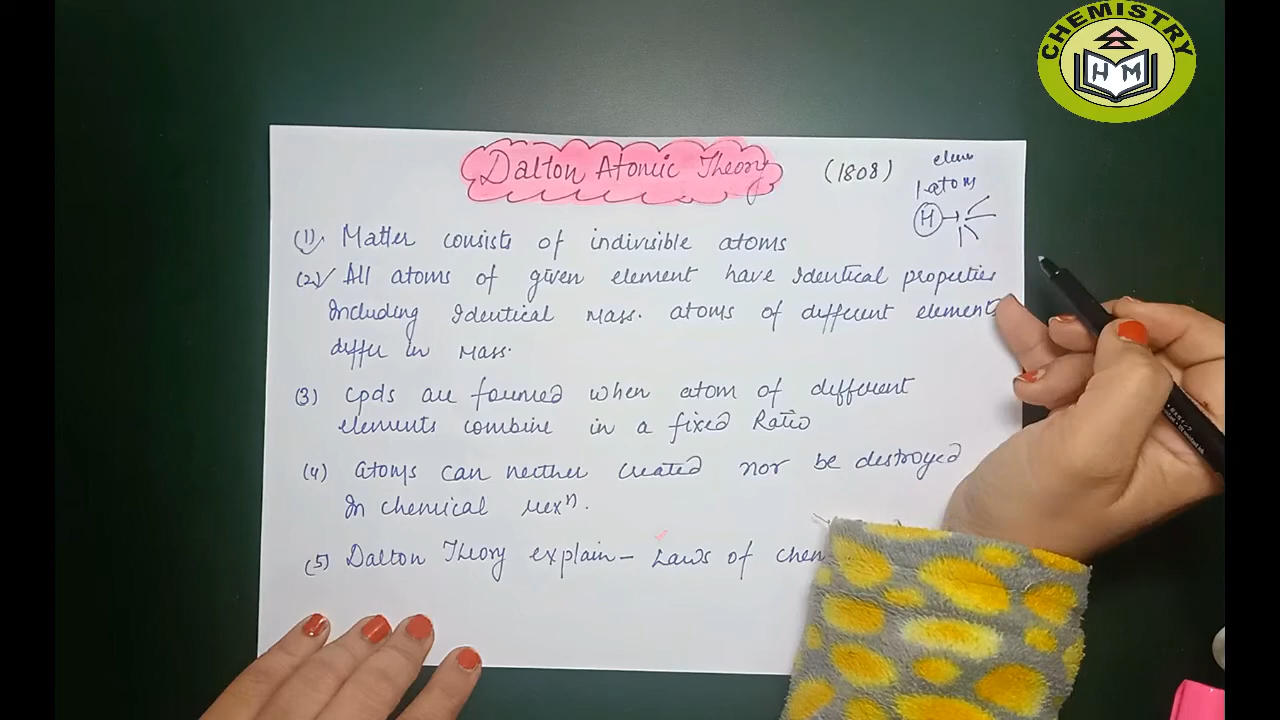 CHEMISTRY
H M
Dalton Atomic Theory (1808)
1 atom
H
(1) Matter consists of indivisible atoms
(2) All atoms of given element have Identical properties
Including Identical Mass. atoms of different element
differ in Mass.
(3) cpds are formed when atom of different
elements combine in a fixed Ratio
(4) atoms can neither created nor be destroyed
In chemical rexn.
(5) Dalton Theory explain - Laws of chem